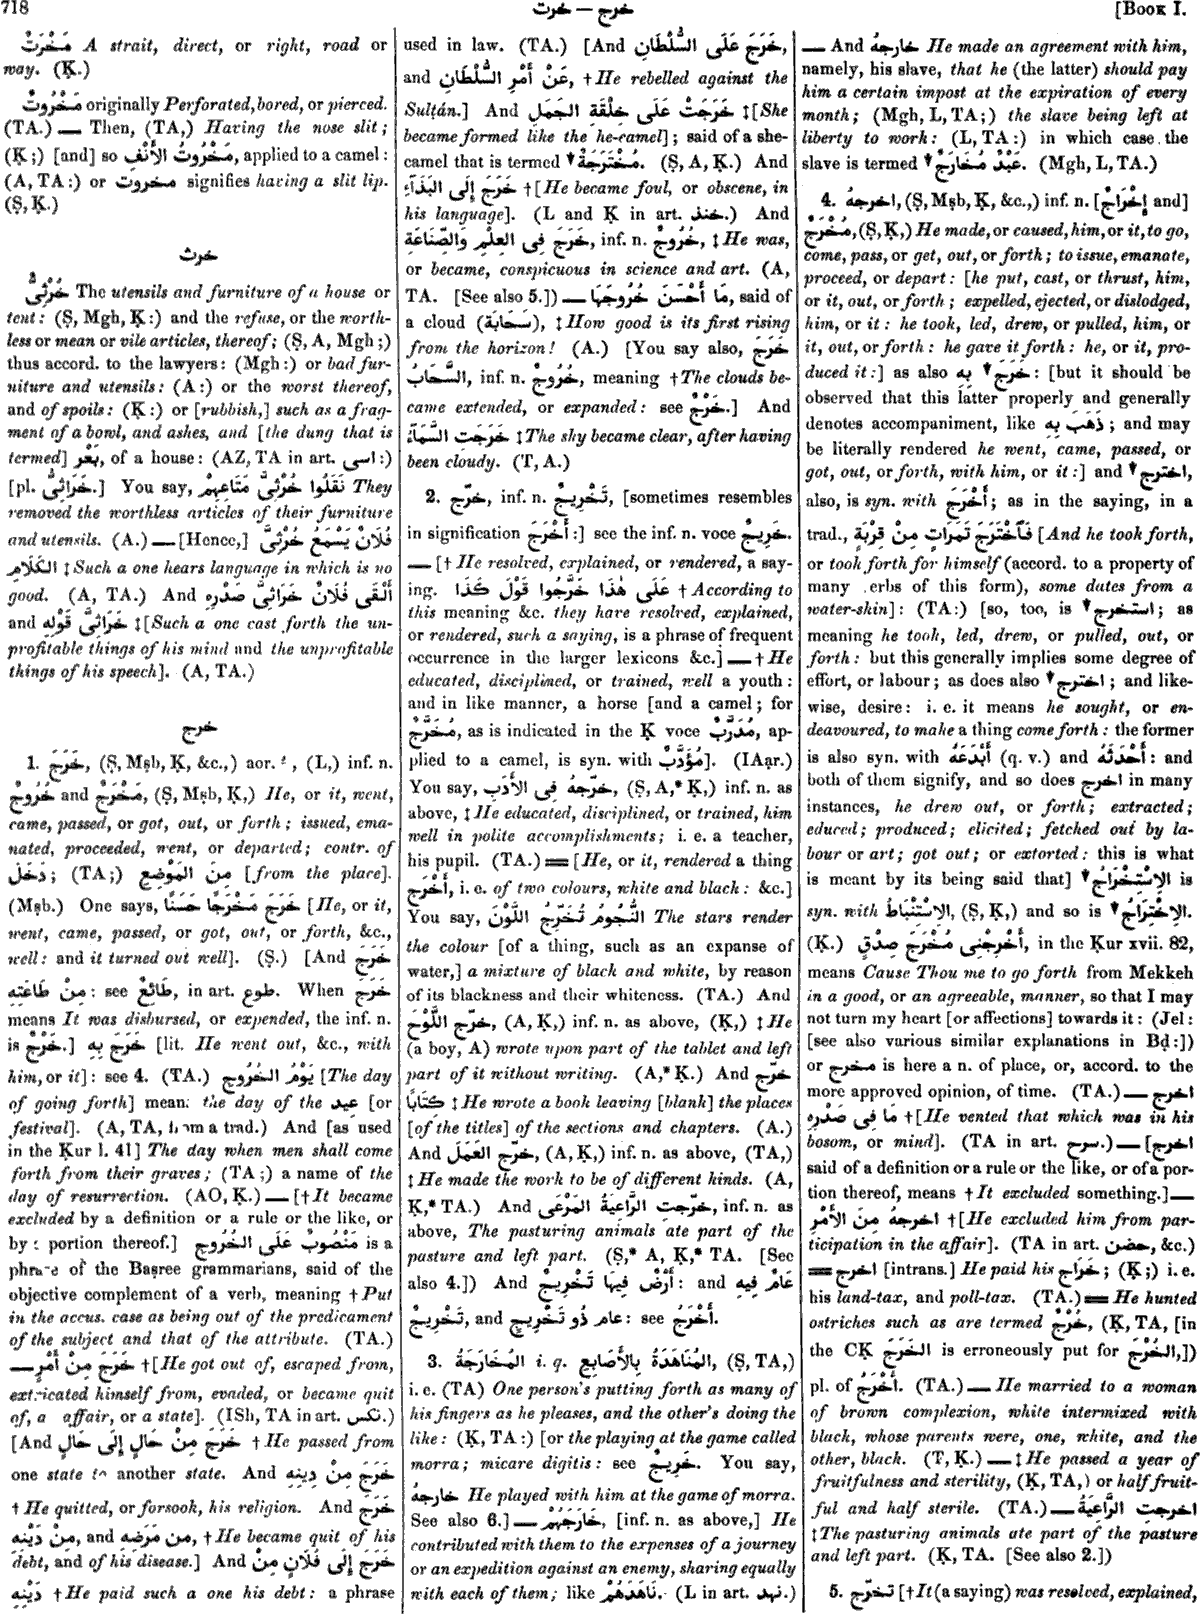 718
خرج — خرت
[BOOK I.
مَخْرَتٌ A strait, direct, or right, road or
way. (Ḳ.)
مَخْرُوتٌ originally Perforated, bored, or pierced.
(TA.) — Then, (TA,) Having the nose slit;
(Ḳ;) [and] so مَخْرُوتُ الأَنْفِ, applied to a camel:
(A, TA:) or مخروت signifies having a slit lip.
(Ṣ, Ḳ.)
خرث
خُرْثِىٌّ The utensils and furniture of a house or
tent: (Ṣ, Mgh, Ḳ:) and the refuse, or the worth-
less or mean or vile articles, thereof; (Ṣ, A, Mgh;)
thus accord. to the lawyers: (Mgh:) or bad fur-
niture and utensils: (A:) or the worst thereof,
and of spoils: (Ḳ:) or [rubbish,] such as a frag-
ment of a bowl, and ashes, and [the dung that is
termed] بَعْر, of a house: (AZ, TA in art. اسى:)
[pl. خَرَاثِىُّ.] You say, نَقَلُوا خُرْثِىَّ مَتَاعِهِمْ They
removed the worthless articles of their furniture
and utensils. (A.) — [Hence,] فُلَانٌ يَسْمَعُ خُرْثِىَّ
الكَلَامِ ‡ Such a one hears language in which is no
good. (A, TA.) And أَلْقَى فُلَانٌ خَرَاثِىَّ صَدْرِهِ
and خَرَاثِىَّ قَوْلِهِ ‡ [Such a one cast forth the un-
profitable things of his mind and the unprofitable
things of his speech]. (A, TA.)
خرج
1. خَرَجَ, (Ṣ, Mṣb, Ḳ, &c.,) aor. ـُ , (L,) inf. n.
خُرُوجٌ and مَخْرَجٌ, (Ṣ, Mṣb, Ḳ,) He, or it, went,
came, passed, or got, out, or forth; issued, ema-
nated, proceeded, went, or departed; contr. of
دَخَلَ; (TA;) مِنَ المَوْضِعِ [from the place].
(Mṣb.) One says, خَرَجَ مَخْرَجًا حَسَنًا [He, or it,
went, came, passed, or got, out, or forth, &c.,
well: and it turned out well]. (Ṣ.) [And خَرَجَ
مِنْ طَاعَتِهِ: see طَائِعٌ, in art. طوع. When خَرَجَ
means It was disbursed, or expended, the inf. n.
is خَرْجٌ.] خَرَجَ بِهِ [lit. He went out, &c., with
him, or it]: see 4. (TA.) يَوْمُ الخُرُوجِ [The day
of going forth] means the day of the عِيد [or
festival]. (A, TA, from a trad.) And [as used
in the Ḳur l. 41] The day when men shall come
forth from their graves; (TA;) a name of the
day of resurrection. (AO, Ḳ.) — [† It became
excluded by a definition or a rule or the like, or
by a portion thereof.] مَنْصُوبٌ عَلَى الخُرُوجِ is a
phrase of the Baṣree grammarians, said of the
objective complement of a verb, meaning † Put
in the accus. case as being out of the predicament
of the subject and that of the attribute. (TA.)
— خَرَجَ مِنْ أَمْرٍ † [He got out of, escaped from,
extricated himself from, evaded, or became quit
of, a affair, or a state]. (ISh, TA in art. نكس.)
[And خَرَجَ مِنْ حَالٍ إِلَى حَالٍ † He passed from
one state to another state. And خَرَجَ مِنْ دِينِهِ
† He quitted, or forsook, his religion. And خَرَجَ
مِنْ دَيْنِهِ, and مِن مَرَضِهِ, † He became quit of his
debt, and of his disease.] And خَرَجَ إِلَى فُلَانٍ مِنْ
دَيْنِهِ † He paid such a one his debt: a phrase
used in law. (TA.) [And خَرَجَ عَلَى السُّلْطَانِ,
and عَنْ أَمْرِ السُّلْطَانِ, † He rebelled against the
Sulṭán.] And خَرَجَتْ عَلَى خِلْقَةِ الجَمَلِ ‡ [She
became formed like the he-camel]; said of a she-
camel that is termed مُخْتَرَجَةٌ▼. (Ṣ, A, Ḳ.) And
خَرَجَ إِلَى البَذَآءِ † [He became foul, or obscene, in
his language]. (L and Ḳ in art. خنذ.) And
خَرَجَ فِى العِلْمِ وَالصِّنَاعَةِ, inf. n. خُرُوجٌ, ‡ He was,
or became, conspicuous in science and art. (A,
TA. [See also 5.]) — مَا أَحْسَنَ خُرُوجَهَا, said of
a cloud (سَحَابَة), ‡ How good is its first rising
from the horizon! (A.) [You say also, خَرَجَ
السَّحَابُ, inf. n. خُرُوجٌ, meaning † The clouds be-
came extended, or expanded: see خَرْجٌ.] And
خَرَجَتِ السَّمَآءُ ‡ The sky became clear, after having
been cloudy. (T, A.)
2. خرّج, inf. n. تَخْرِيجٌ, [sometimes resembles
in signification أَخْرَجَ:] see the inf. n. voce خَرِيجٌ.
— [† He resolved, explained, or rendered, a say-
ing. عَلَى هٰذَا خَرَّجُوا قَوْلَ كَذَا † According to
this meaning &c. they have resolved, explained,
or rendered, such a saying, is a phrase of frequent
occurrence in the larger lexicons &c.] — † He
educated, disciplined, or trained, well a youth:
and in like manner, a horse [and a camel; for
مُخَرَّجٌ, as is indicated in the Ḳ voce مُدَرَّبٌ, ap-
plied to a camel, is syn. with مُؤَدَّبٌ]. (IAạr.)
You say, خرّجهُ فِى الأَدَبِ, (Ṣ, A,* Ḳ,) inf. n. as
above, ‡ He educated, disciplined, or trained, him
well in polite accomplishments; i. e. a teacher,
his pupil. (TA.) = [He, or it, rendered a thing
أَخْرَج, i. e. of two colours, white and black: &c.]
You say, النُّجُومُ تُخَرِّجُ اللَّوْنَ The stars render
the colour [of a thing, such as an expanse of
water,] a mixture of black and white, by reason
of its blackness and their whiteness. (TA.) And
خرّج اللَّوْحَ, (A, Ḳ,) inf. n. as above, (Ḳ,) ‡ He
(a boy, A) wrote upon part of the tablet and left
part of it without writing. (A,* Ḳ.) And خرّج
كِتَابًا ‡ He wrote a book leaving [blank] the places
[of the titles] of the sections and chapters. (A.)
And خرّج العَمَلَ, (A, Ḳ,) inf. n. as above, (TA,)
‡ He made the work to be of different kinds. (A,
Ḳ,* TA.) And خرّجت الرَّاعِيَةُ المَرْعَى, inf. n. as
above, The pasturing animals ate part of the
pasture and left part. (Ṣ,* A, Ḳ,* TA. [See
also 4.]) And أَرْضٌ فِيهَا تَخْرِيجٌ: and عَامٌ فِيهِ
تَخْرِيجٌ, and عام ذُو تَخْرِيجٍ: see أَخْرَجُ.
3. المُخَارَجَةُ i. q. المُنَاهَدَةُ بِالأَصَابِعِ, (Ṣ, TA,)
i. e. (TA) One person's putting forth as many of
his fingers as he pleases, and the other's doing the
like: (Ḳ, TA:) [or the playing at the game called
morra; micare digitis: see خَرِيجٌ. You say,
خارجهُ He played with him at the game of morra.
See also 6.] — خَارَجَهُمْ, [inf. n. as above,] He
contributed with them to the expenses of a journey
or an expedition against an enemy, sharing equally
with each of them; like نَاهَدَهُمْ. (L in art. نهد.)
— And خارجهُ He made an agreement with him,
namely, his slave, that he (the latter) should pay
him a certain impost at the expiration of every
month; (Mgh, L, TA;) the slave being left at
liberty to work: (L, TA:) in which case the
slave is termed عَبْدٌ مُخَارَجٌ▼. (Mgh, L, TA.)
4. اخرجهُ, (Ṣ, Mṣb, Ḳ, &c.,) inf. n. [إِخْرَاجٌ and]
مُخْرَجٌ, (Ṣ, Ḳ,) He made, or caused, him, or it, to go,
come, pass, or get, out, or forth; to issue, emanate,
proceed, or depart: [he put, cast, or thrust, him,
or it, out, or forth; expelled, ejected, or dislodged,
him, or it: he took, led, drew, or pulled, him, or
it, out, or forth: he gave it forth: he, or it, pro-
duced it:] as also خَرَجَ▼ بِهِ: [but it should be
observed that this latter properly and generally
denotes accompaniment, like ذَهَبَ بِهِ; and may
be literally rendered he went, came, passed, or
got, out, or forth, with him, or it:] and اخترج▼,
also, is syn. with أَخْرَجَ; as in the saying, in a
trad., فَٱخْتَرَجَ تَمَرَاتٍ مِنْ قِرْبَةٍ [And he took forth,
or took forth for himself (accord. to a property of
many erbs of this form), some dates from a
water-skin]: (TA:) [so, too, is استخرج▼; as
meaning he took, led, drew, or pulled, out, or
forth: but this generally implies some degree of
effort, or labour; as does also اخترج▼; and like-
wise, desire: i. e. it means he sought, or en-
deavoured, to make a thing come forth: the former
is also syn. with أَبْدَعَهُ (q. v.) and أَحْدَثَهُ: and
both of them signify, and so does اخرج in many
instances, he drew out, or forth; extracted;
educed; produced; elicited; fetched out by la-
bour or art; got out; or extorted: this is what
is meant by its being said that] الاِسْتِخْرَاجُ▼ is
syn. with الاِسْتِنْبَاطُ, (Ṣ, Ḳ,) and so is الاِخْتِرَاجُ▼.
(Ḳ.) أَخْرِجْنِى مُخْرَجَ صِدْقٍ, in the Ḳur xvii. 82,
means Cause Thou me to go forth from Mekkeh
in a good, or an agreeable, manner, so that I may
not turn my heart [or affections] towards it: (Jel:
[see also various similar explanations in Bḍ:])
or مخرج is here a n. of place, or, accord. to the
more approved opinion, of time. (TA.) — اخرج
مَا فِى صَدْرِهِ † [He vented that which was in his
bosom, or mind]. (TA in art. سرح.) — [اخرج
said of a definition or a rule or the like, or of a por-
tion thereof, means † It excluded something.] —
اخرجهُ مِنَ الأَمْرِ † [He excluded him from par-
ticipation in the affair]. (TA in art. حضن, &c.)
= اخرج [intrans.] He paid his خَرَاج; (Ḳ;) i. e.
his land-tax, and poll-tax. (TA.) = He hunted
ostriches such as are termed خُرْجٌ, (Ḳ, TA, [in
the CḲ الخَرَجَ is erroneously put for الخُرْجَ,])
pl. of أَخْرَجُ. (TA.) — He married to a woman
of brown complexion, white intermixed with
black, whose parents were, one, white, and the
other, black. (T, Ḳ.) — ‡ He passed a year of
fruitfulness and sterility, (Ḳ, TA,) or half fruit-
ful and half sterile. (TA.) — اخرجت الرَّاعِيَةُ
‡ The pasturing animals ate part of the pasture
and left part. (Ḳ, TA. [See also 2.])
5. تخرّج [† It (a saying) was resolved, explained,